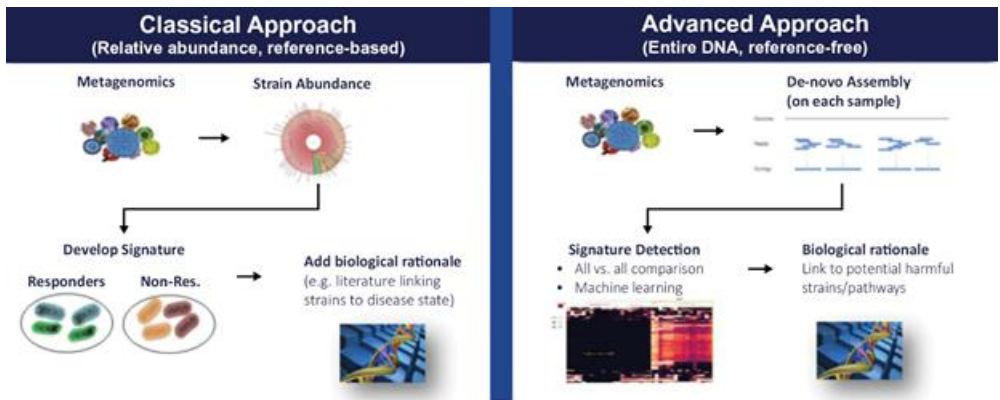 Classical Approach
(Relative abundance, reference-based)
Metagenomics
Strain Abundance
Develop Signature
Responders
Non-Res.
Add biological rationale
(e.g. literature linking
strains to disease state)
Advanced Approach
(Entire DNA, reference-free)
Metagenomics
De-novo Assembly
(on each sample)
Reads
Contigs
Signature Detection
• All vs. all comparison
• Machine learning
Biological rationale
Link to potential harmful
strains/pathways